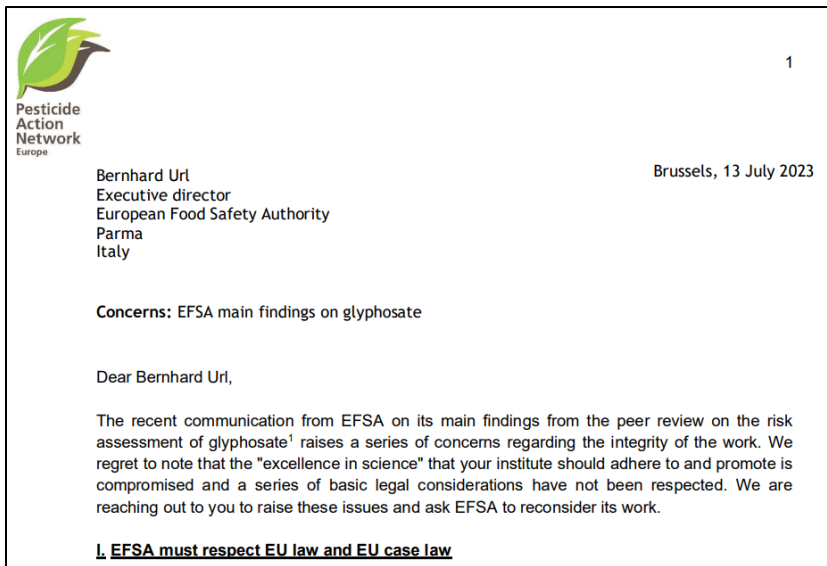 1
Pesticide
Action
Network
Europe
Brussels, 13 July 2023
Bernhard Url
Executive director
European Food Safety Authority
Parma
Italy
Concerns: EFSA main findings on glyphosate
Dear Bernhard Url,
The recent communication from EFSA on its main findings from the peer review on the risk
assessment of glyphosate¹ raises a series of concerns regarding the integrity of the work. We
regret to note that the "excellence in science" that your institute should adhere to and promote is
compromised and a series of basic legal considerations have not been respected. We are
reaching out to you to raise these issues and ask EFSA to reconsider its work.
I. EFSA must respect EU law and EU case law